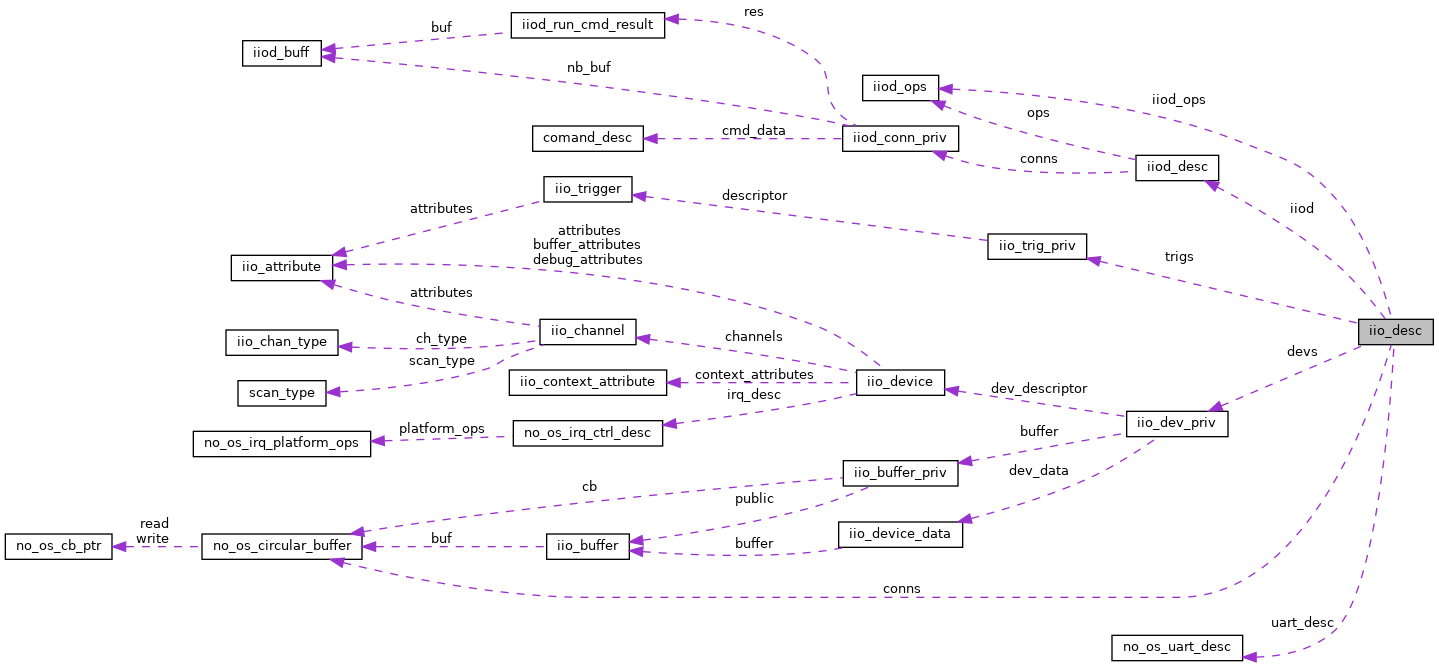 res
iiod_run_cmd_result
buf
iiod_buff
nb_buf
iiod_ops
iiod_ops
ops
comand_desc
cmd_data
iiod_conn_priv
conns
iiod_desc
iio_trigger
descriptor
attributes
iiod
attributes
buffer_attributes
debug_attributes
iio_trig_priv
trigs
iio_attribute
attributes
iio_chan_type
ch_type
iio_channel
channels
iio_desc
devs
scan_type
scan_type
iio_context_attribute
context_attributes
iio_device
dev_descriptor
irq_desc
no_os_irq_platform_ops
platform_ops
no_os_irq_ctrl_desc
buffer
iio_dev_priv
cb
public
iio_buffer_priv
dev_data
read
write
no_os_cb_ptr
no_os_circular_buffer
buf
iio_buffer
buffer
iio_device_data
conns
uart_desc
no_os_uart_desc